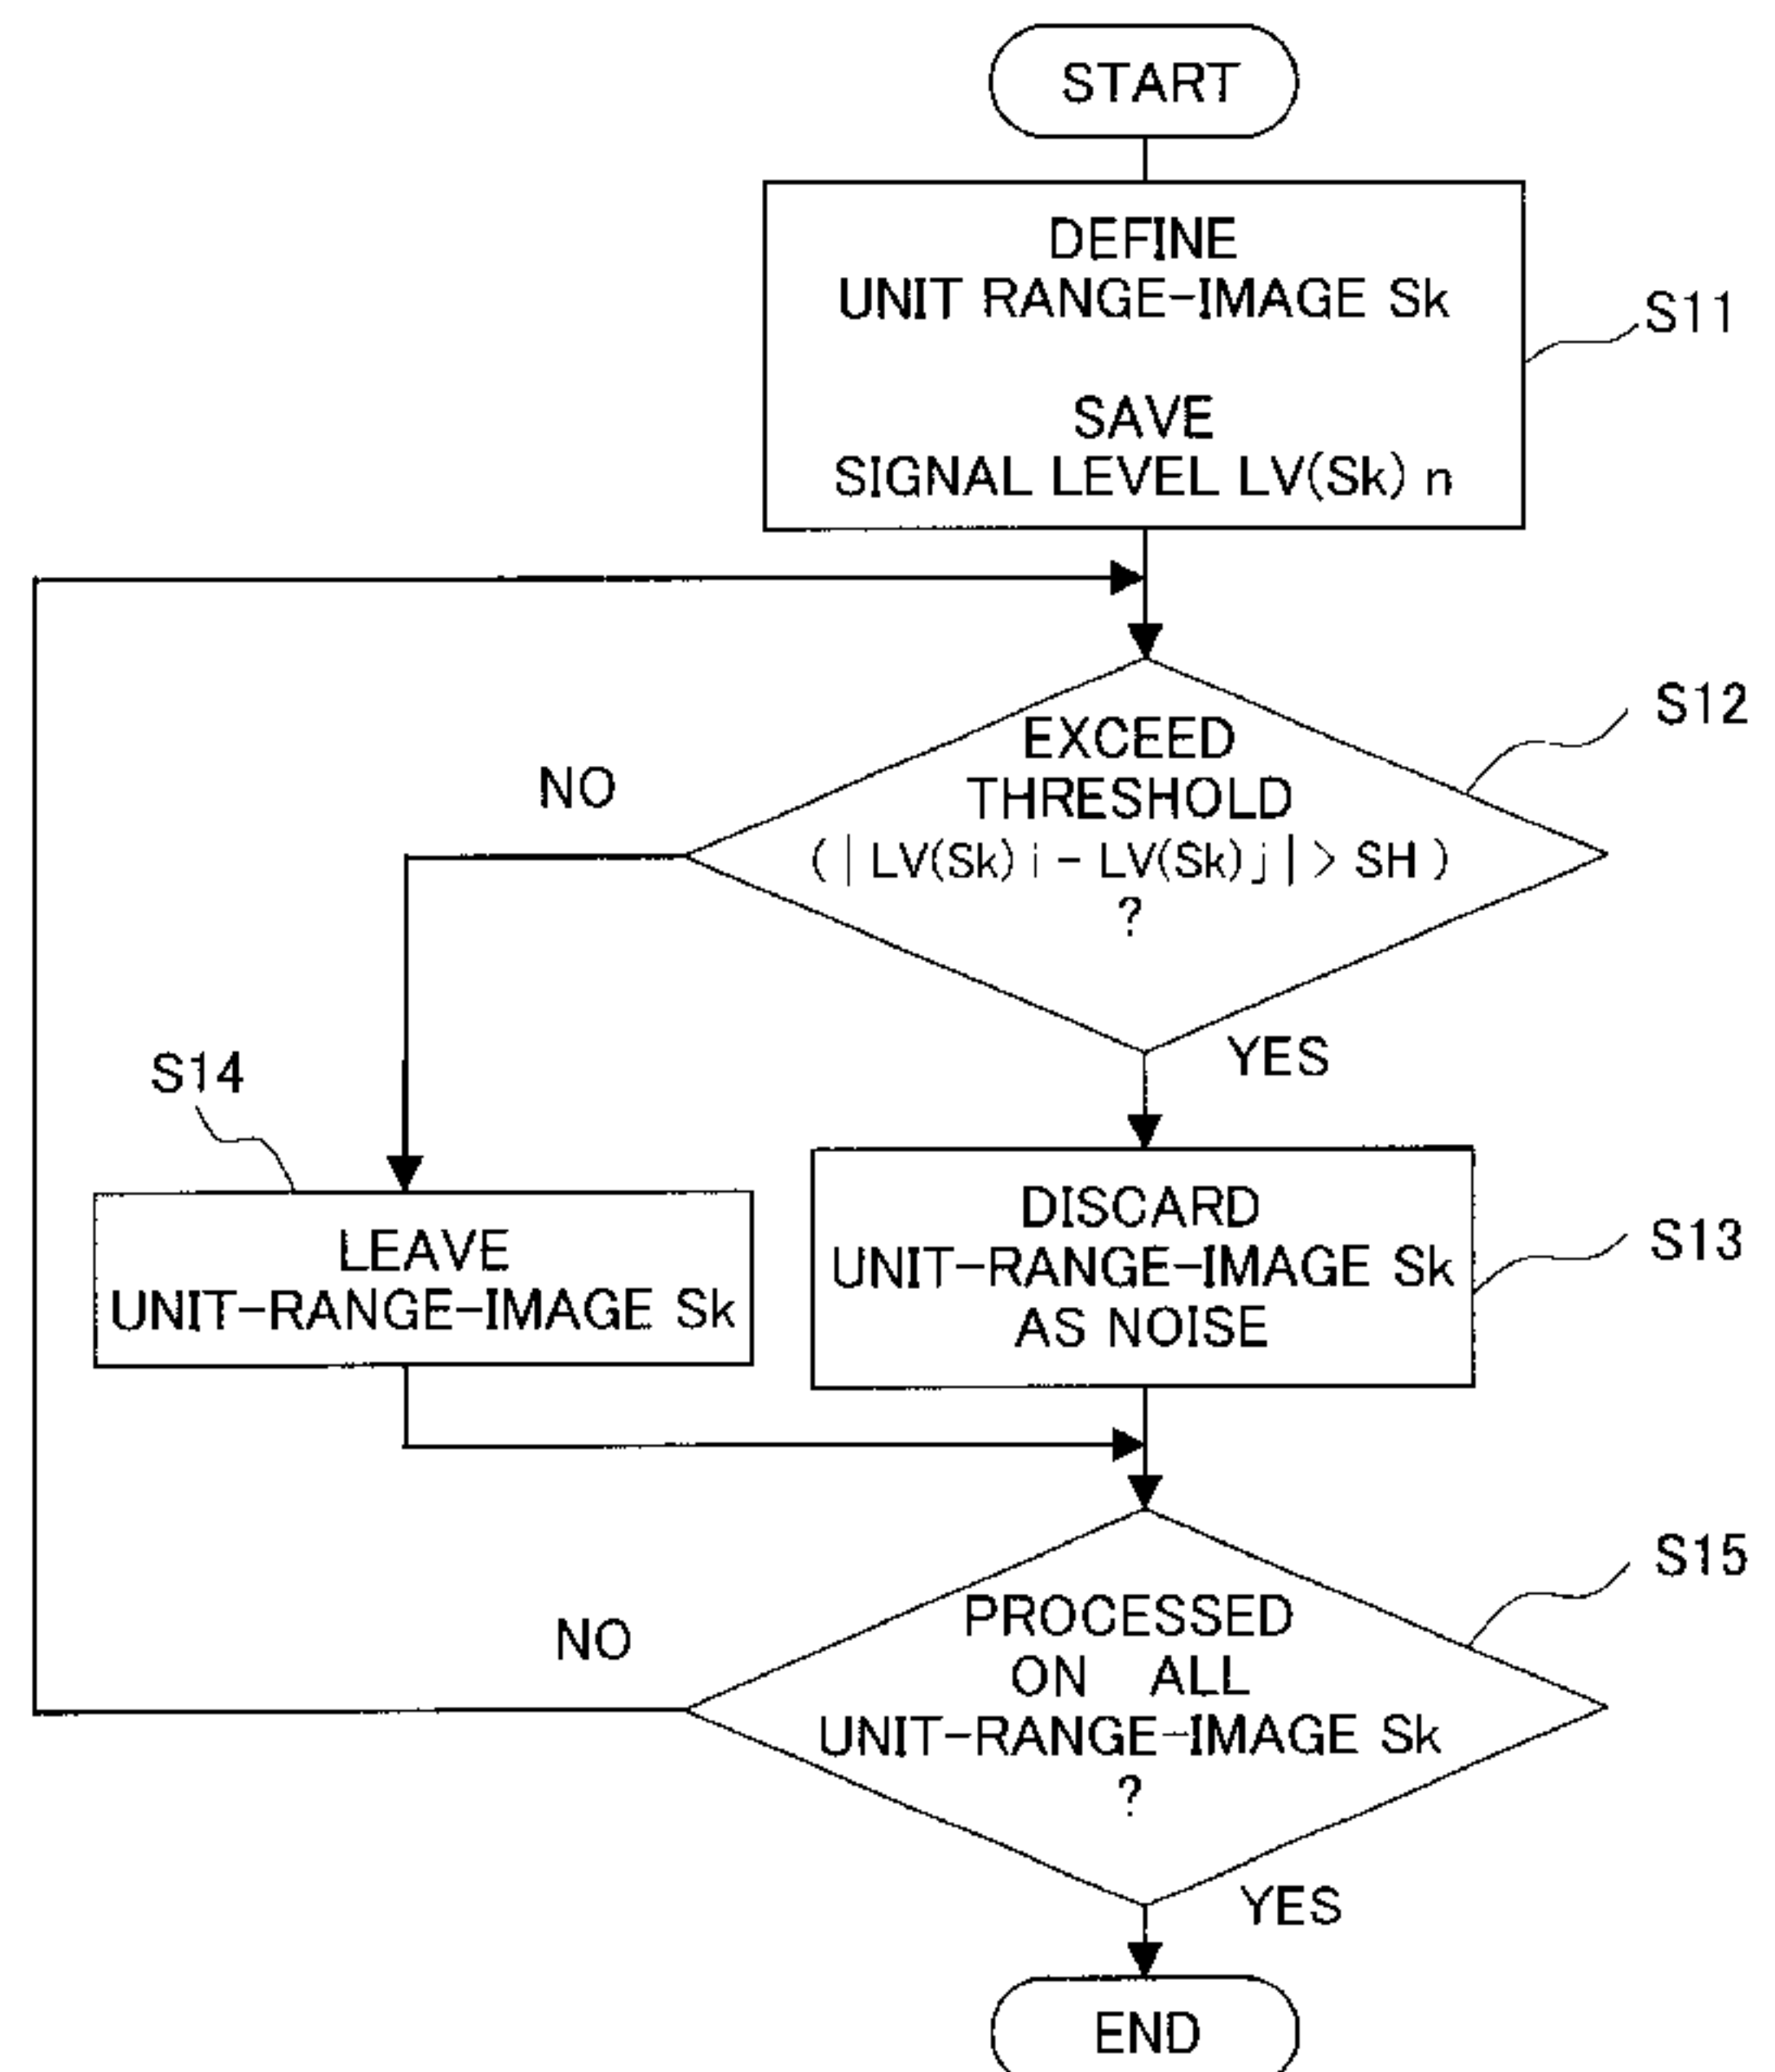 START
DEFINE
UNIT RANGE-IMAGE Sk
SAVE
SIGNAL LEVEL LV(Sk) n
S11
EXCEED
THRESHOLD
( | LV(Sk) i - LV(Sk) j | > SH )
?
S12
NO
YES
S14
LEAVE
UNIT-RANGE-IMAGE Sk
DISCARD
UNIT-RANGE-IMAGE Sk
AS NOISE
S13
PROCESSED
ON ALL
UNIT-RANGE-IMAGE Sk
?
S15
NO
YES
END